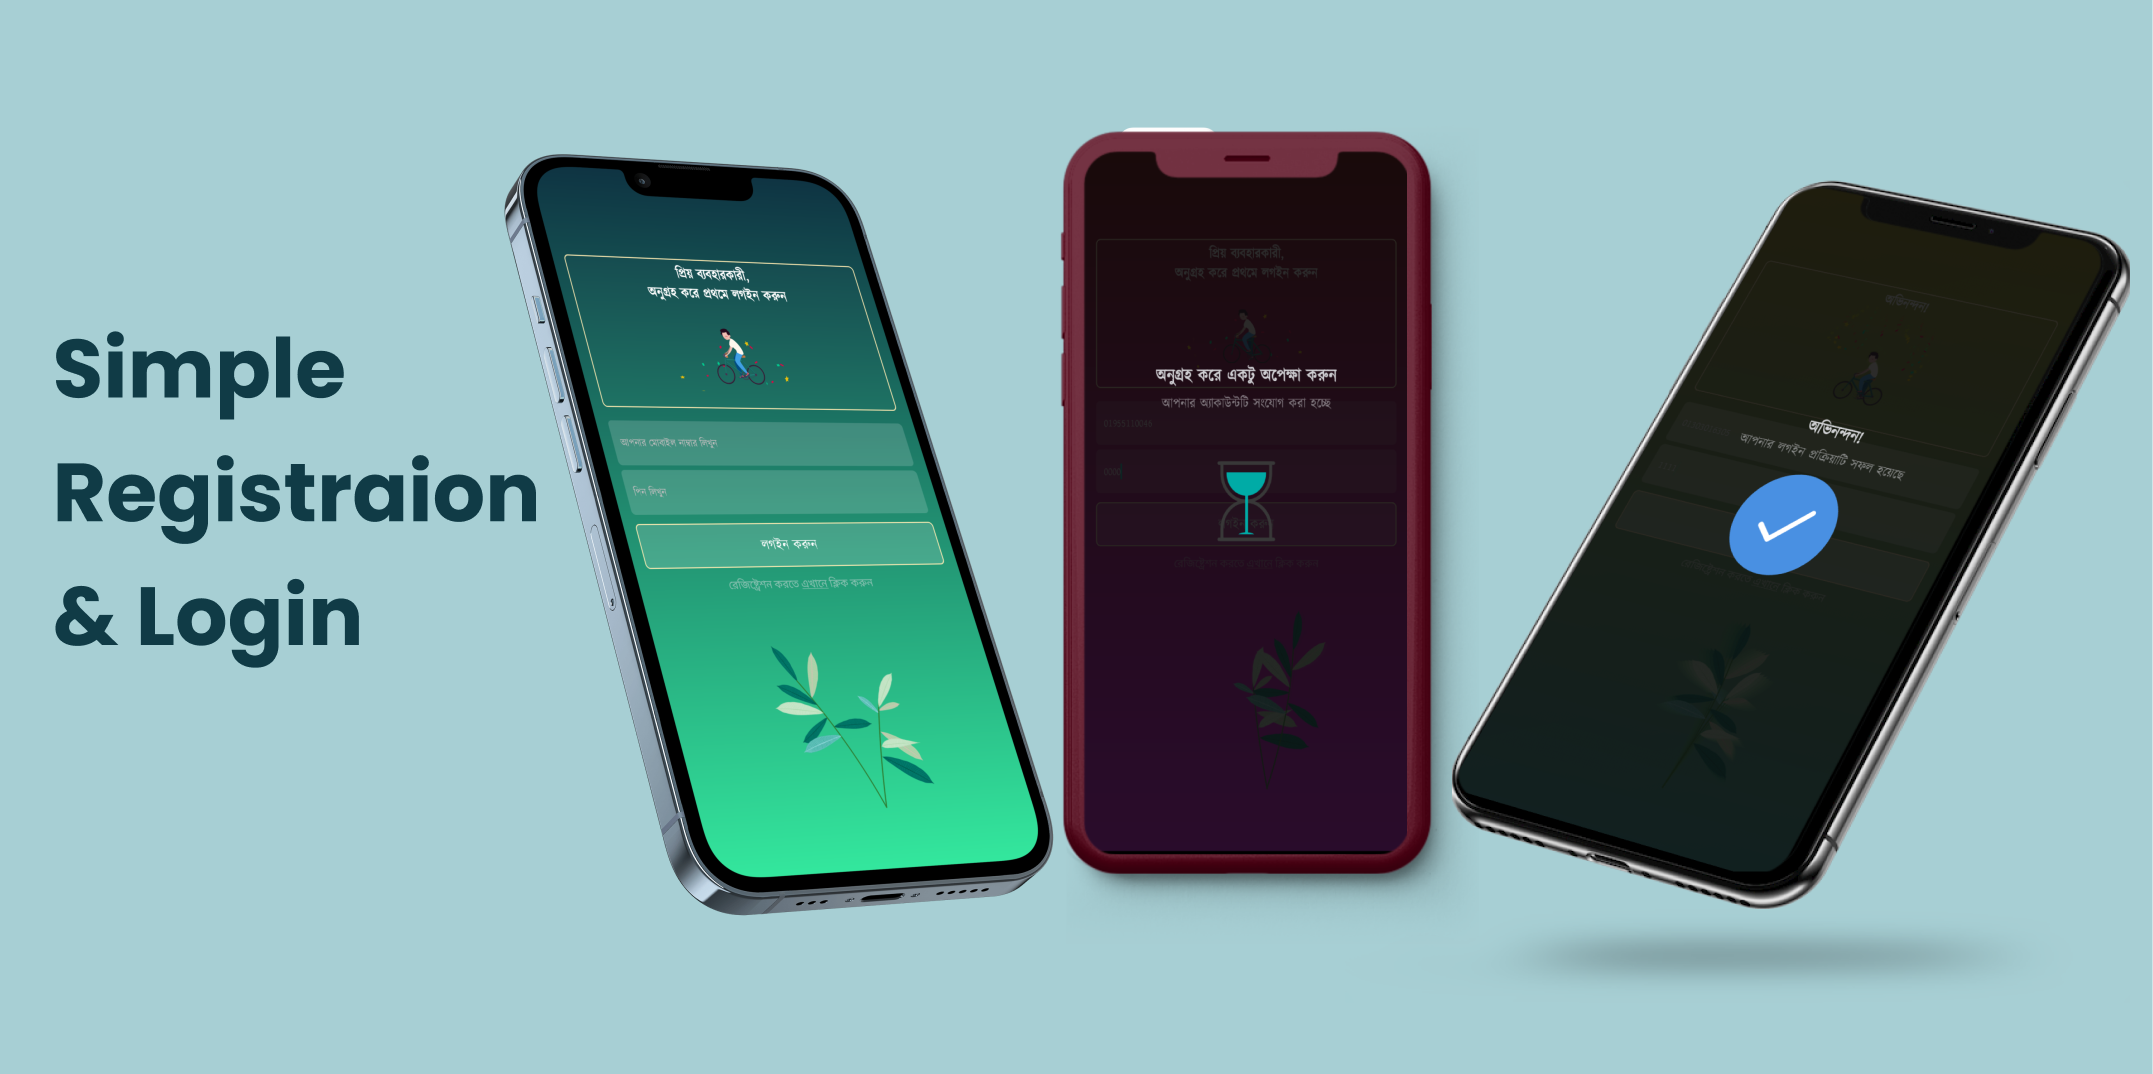 Simple
Registraion
& Login
প্রিয় ব্যবহারকারী,
অনুগ্রহ করে প্রথমে লগইন করুন
আপনার মোবাইল নাম্বার লিখুন
পিন লিখুন
লগইন করুন
রেজিস্ট্রেশন করতে এখানে ক্লিক করুন
প্রিয় ব্যবহারকারী,
অনুগ্রহ করে প্রথমে লগইন করুন
অনুগ্রহ করে একটু অপেক্ষা করুন
আপনার অ্যাকাউন্টটি সংযোগ করা হচ্ছে
রেজিস্ট্রেশন করতে এখানে ক্লিক করুন
অভিনন্দন!
অভিনন্দন!
আপনার লগইন প্রক্রিয়াটি সফল হয়েছে